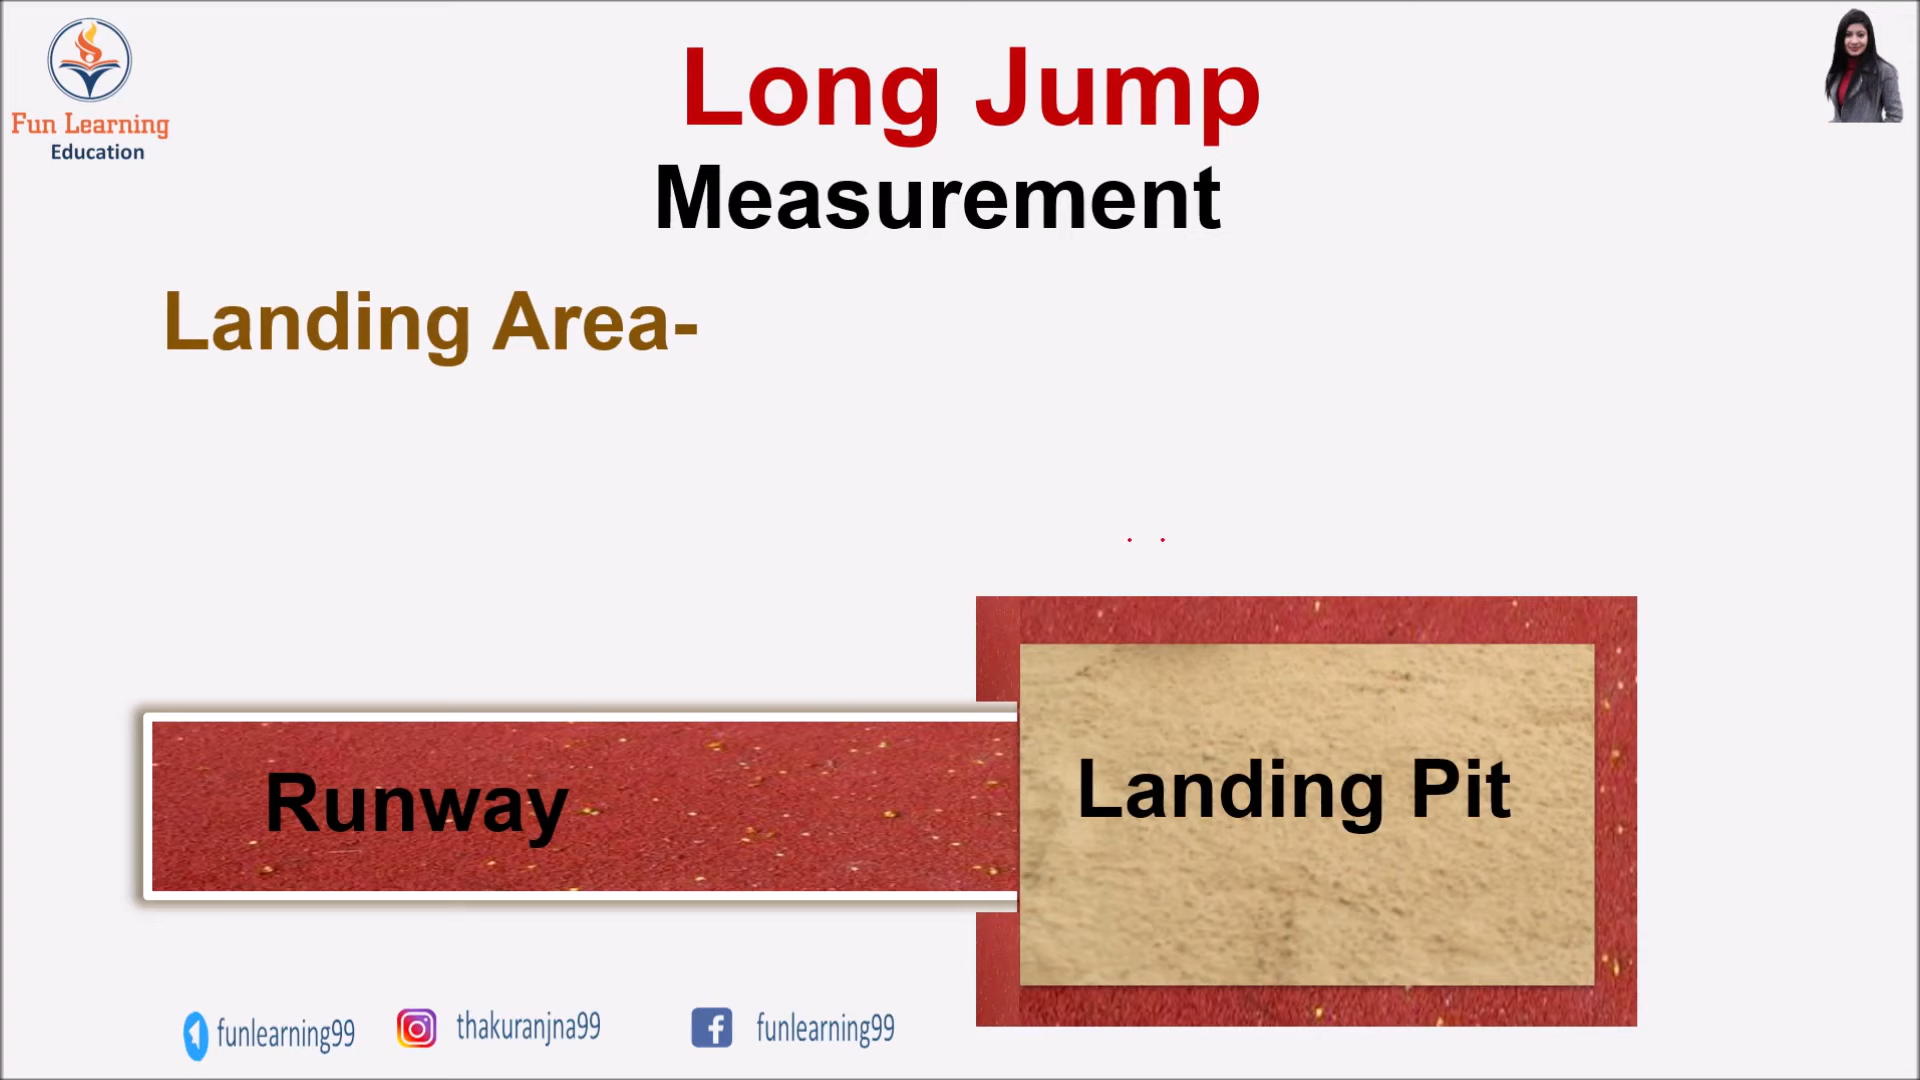 Fun Learning
Education
Long Jump
Measurement
Landing Area-
Runway
Landing Pit
funlearning99
thakuranjna99
funlearning99